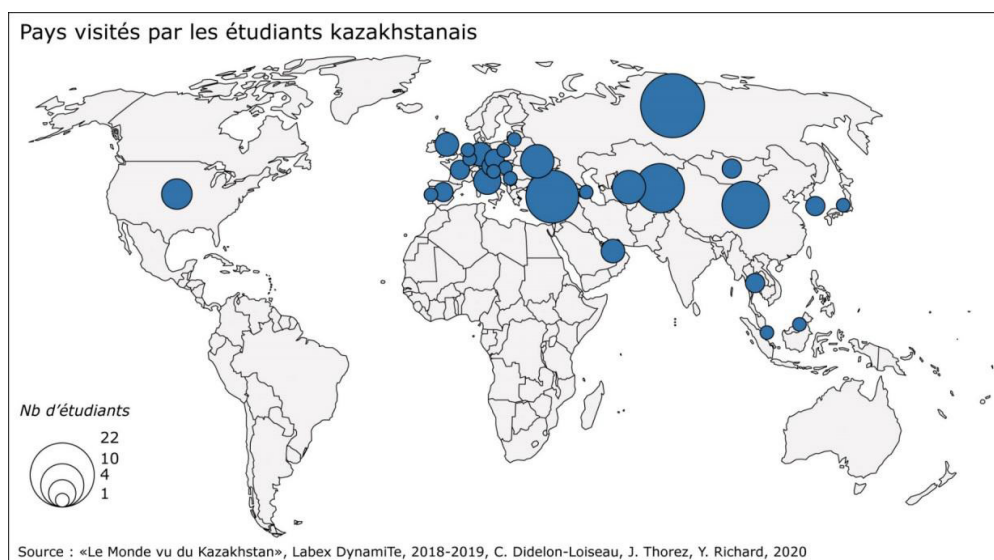 Pays visités par les étudiants kazakhstanais
Nb d'étudiants
22
10
4
1
Source : «Le Monde vu du Kazakhstan», Labex DynamiTe, 2018-2019, C. Didelon-Loiseau, J. Thorez, Y. Richard, 2020